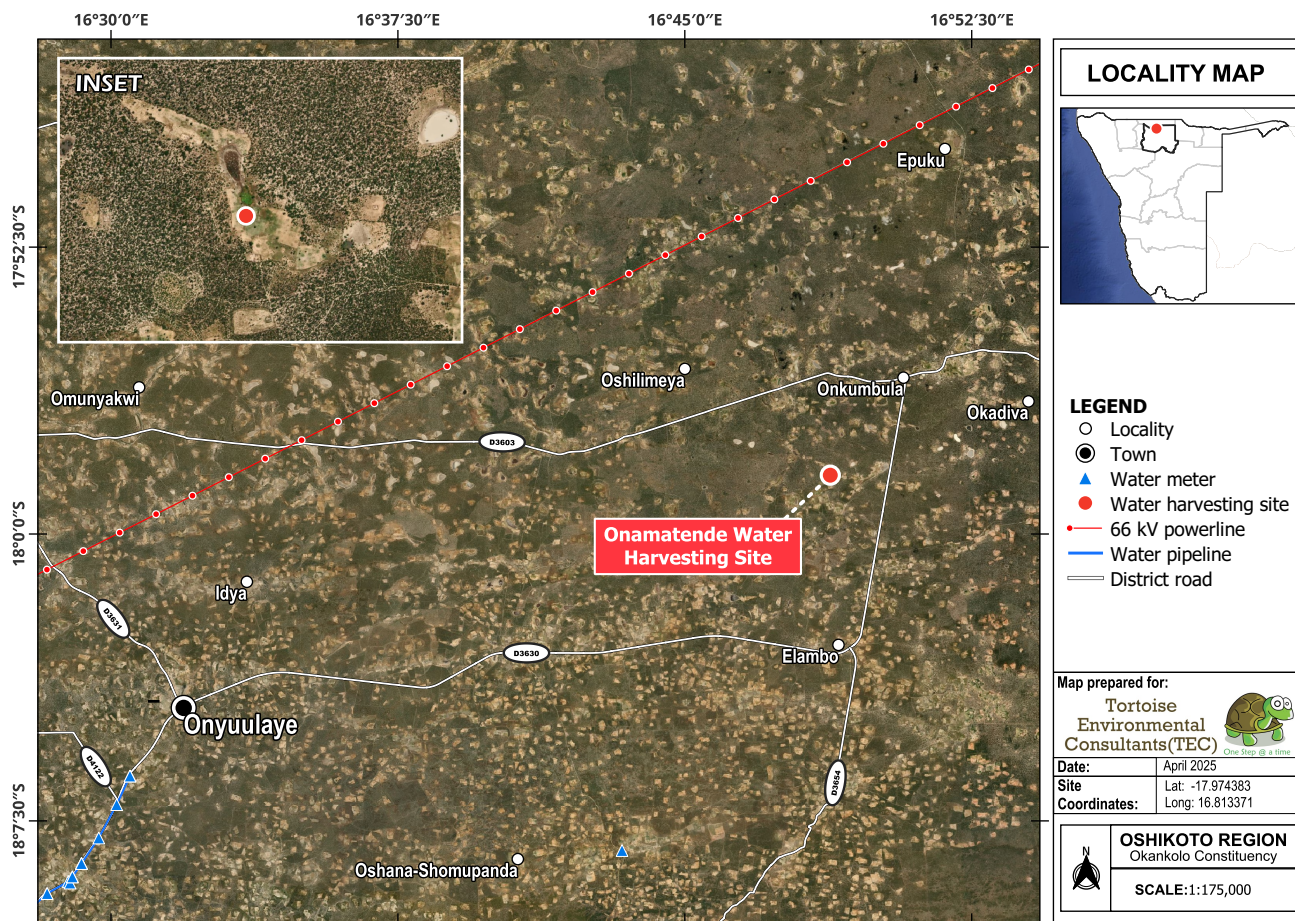 16°30'0"E
16°37'30"E
16°45'0"E
16°52'30"E
17°52'30"S
18°0'0"S
18°7'30"S
INSET
Epuku
Omunyakwi
Oshilimeya
Onkumbula
Okadiva
D3603
Onamatende Water
Harvesting Site
Idya
D3631
D3630
Elambo
Onyuulaye
D4122
D3654
Oshana-Shomupanda
LOCALITY MAP
LEGEND
Locality
Town
Water meter
Water harvesting site
66 kV powerline
Water pipeline
District road
Map prepared for:
Tortoise
Environmental
Consultants(TEC)
One Step @ a time
Date: April 2025
Site Lat: -17.974383
Coordinates: Long: 16.813371
N
OSHIKOTO REGION
Okankolo Constituency
SCALE:1:175,000